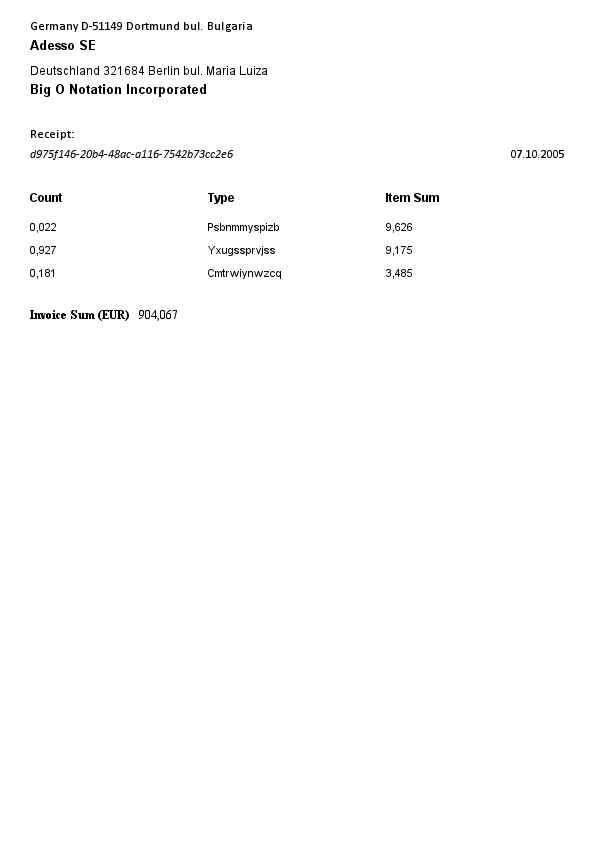 Germany D-51149 Dortmund bul. Bulgaria
Adesso SE
Deutschland 321684 Berlin bul. Maria Luiza
Big O Notation Incorporated
Receipt:
d975f146-20b4-48ac-a116-7542b73cc2e6 07.10.2005
Count Type Item Sum
0,022 Psbnmmyspizb 9,626
0,927 Yxugssprvjss 9,175
0,181 Cmtrwiynwzcq 3,485
Invoice Sum (EUR) 904,067